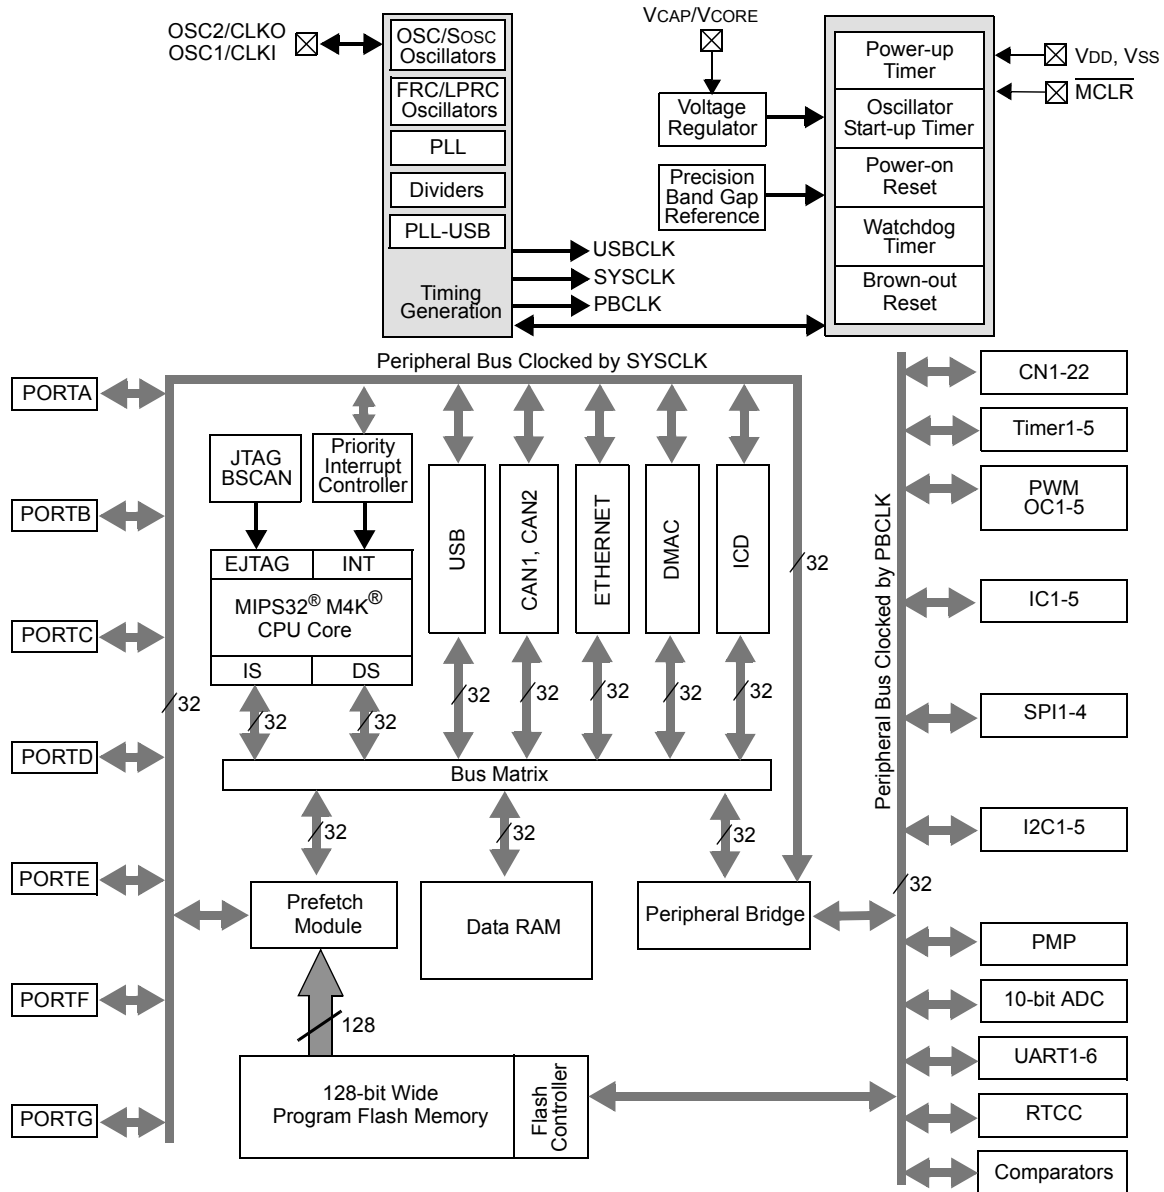 OSC2/CLKO
OSC1/CLKI
OSC/SOSC
Oscillators
FRC/LPRC
Oscillators
PLL
Dividers
PLL-USB
Timing
Generation
USBCLK
SYSCLK
PBCLK
VCAP/VCORE
Voltage
Regulator
Precision
Band Gap
Reference
Power-up
Timer
Oscillator
Start-up Timer
Power-on
Reset
Watchdog
Timer
Brown-out
Reset
VDD, VSS
MCLR
Peripheral Bus Clocked by SYSCLK
PORTA
PORTB
PORTC
PORTD
PORTE
PORTF
PORTG
32
JTAG
BSCAN
Priority
Interrupt
Controller
EJTAG
INT
MIPS32® M4K®
CPU Core
IS
DS
USB
CAN1, CAN2
ETHERNET
DMAC
ICD
32
32
32
32
32
32
32
32
Bus Matrix
32
32
32
Prefetch
Module
Data RAM
Peripheral Bridge
128
128-bit Wide
Program Flash Memory
Flash
Controller
Peripheral Bus Clocked by PBCLK
32
CN1-22
Timer1-5
PWM
OC1-5
IC1-5
SPI1-4
I2C1-5
PMP
10-bit ADC
UART1-6
RTCC
Comparators